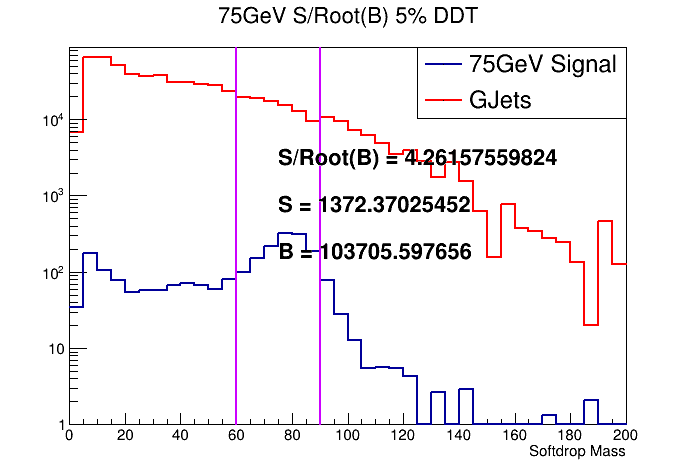 75GeV S/Root(B) 5% DDT
75GeV Signal
GJets
10⁴
S/Root(B) = 4.26157559824
10³
S = 1372.37025452
B = 103705.597656
10²
10
1
0 20 40 60 80 100 120 140 160 180 200
Softdrop Mass